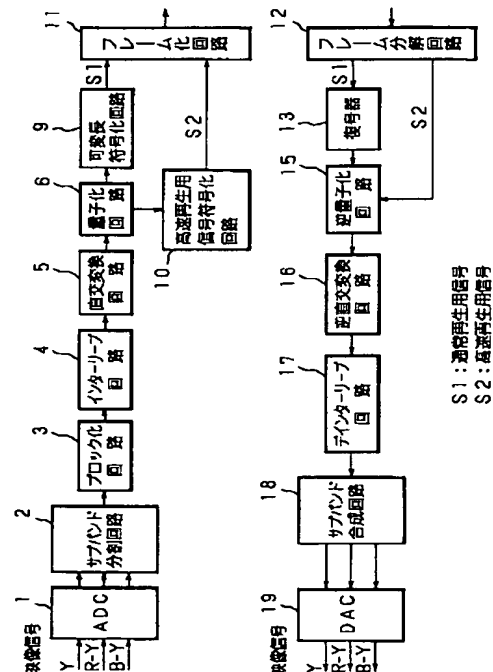 映像信号
Y
R-Y
B-Y
1
ADC
2
サブバンド
分割回路
3
ブロック化
回路
4
インターリーブ
回路
5
直交変換
回路
6
量子化
回路
9
可変長
符号化回路
S1
10
高速再生用
信号符号化
回路
S2
11
フレーム化回路
12
フレーム分解回路
S1
S2
13
復号器
15
逆量子化
回路
16
逆直交変換
回路
17
デインターリーブ
回路
18
サブバンド
合成回路
19
DAC
映像信号
Y
R-Y
B-Y
S1:通常再生用信号
S2:高速再生用信号